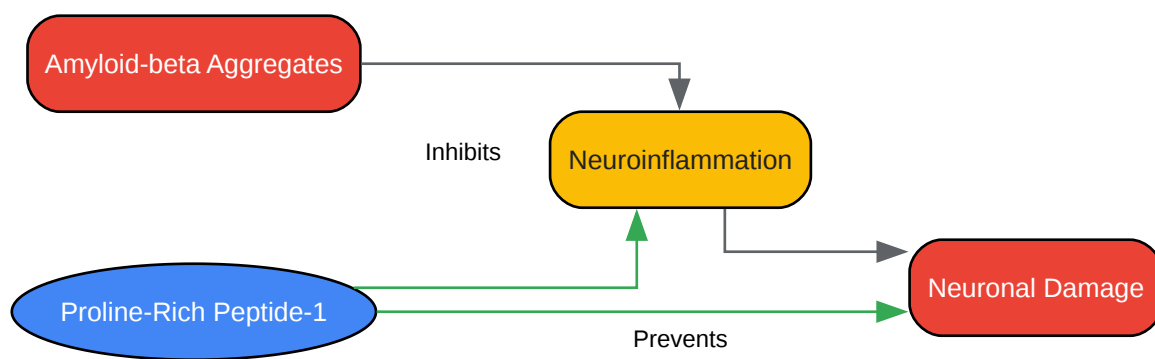 Amyloid-beta Aggregates
Inhibits
Neuroinflammation
Proline-Rich Peptide-1
Neuronal Damage
Prevents